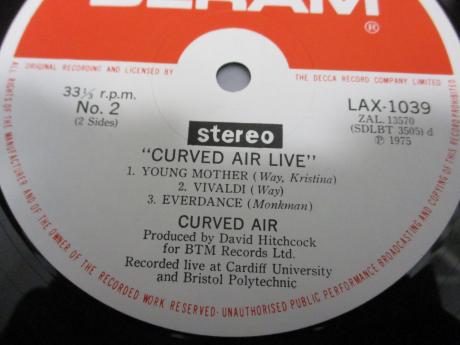 DERAM
®
ORIGINAL RECORDING AND LICENSED BY THE DECCA RECORD COMPANY LIMITED
33⅓ r.p.m.
No. 2
(2 Sides)
LAX-1039
ZAL. 13570
(SDLBT 3505) d
Ⓟ 1975
stereo
"CURVED AIR LIVE"
1. YOUNG MOTHER (Way, Kristina)
2. VIVALDI (Way)
3. EVERDANCE (Monkman)
CURVED AIR
Produced by David Hitchcock
for BTM Records Ltd.
Recorded live at Cardiff University
and Bristol Polytechnic
ALL RIGHTS OF THE MANUFACTURER AND OF THE OWNER OF THE RECORDED WORK RESERVED-UNAUTHORISED PUBLIC PERFORMANCE BROADCASTING AND COPYING OF THIS RECORD PROHIBITED